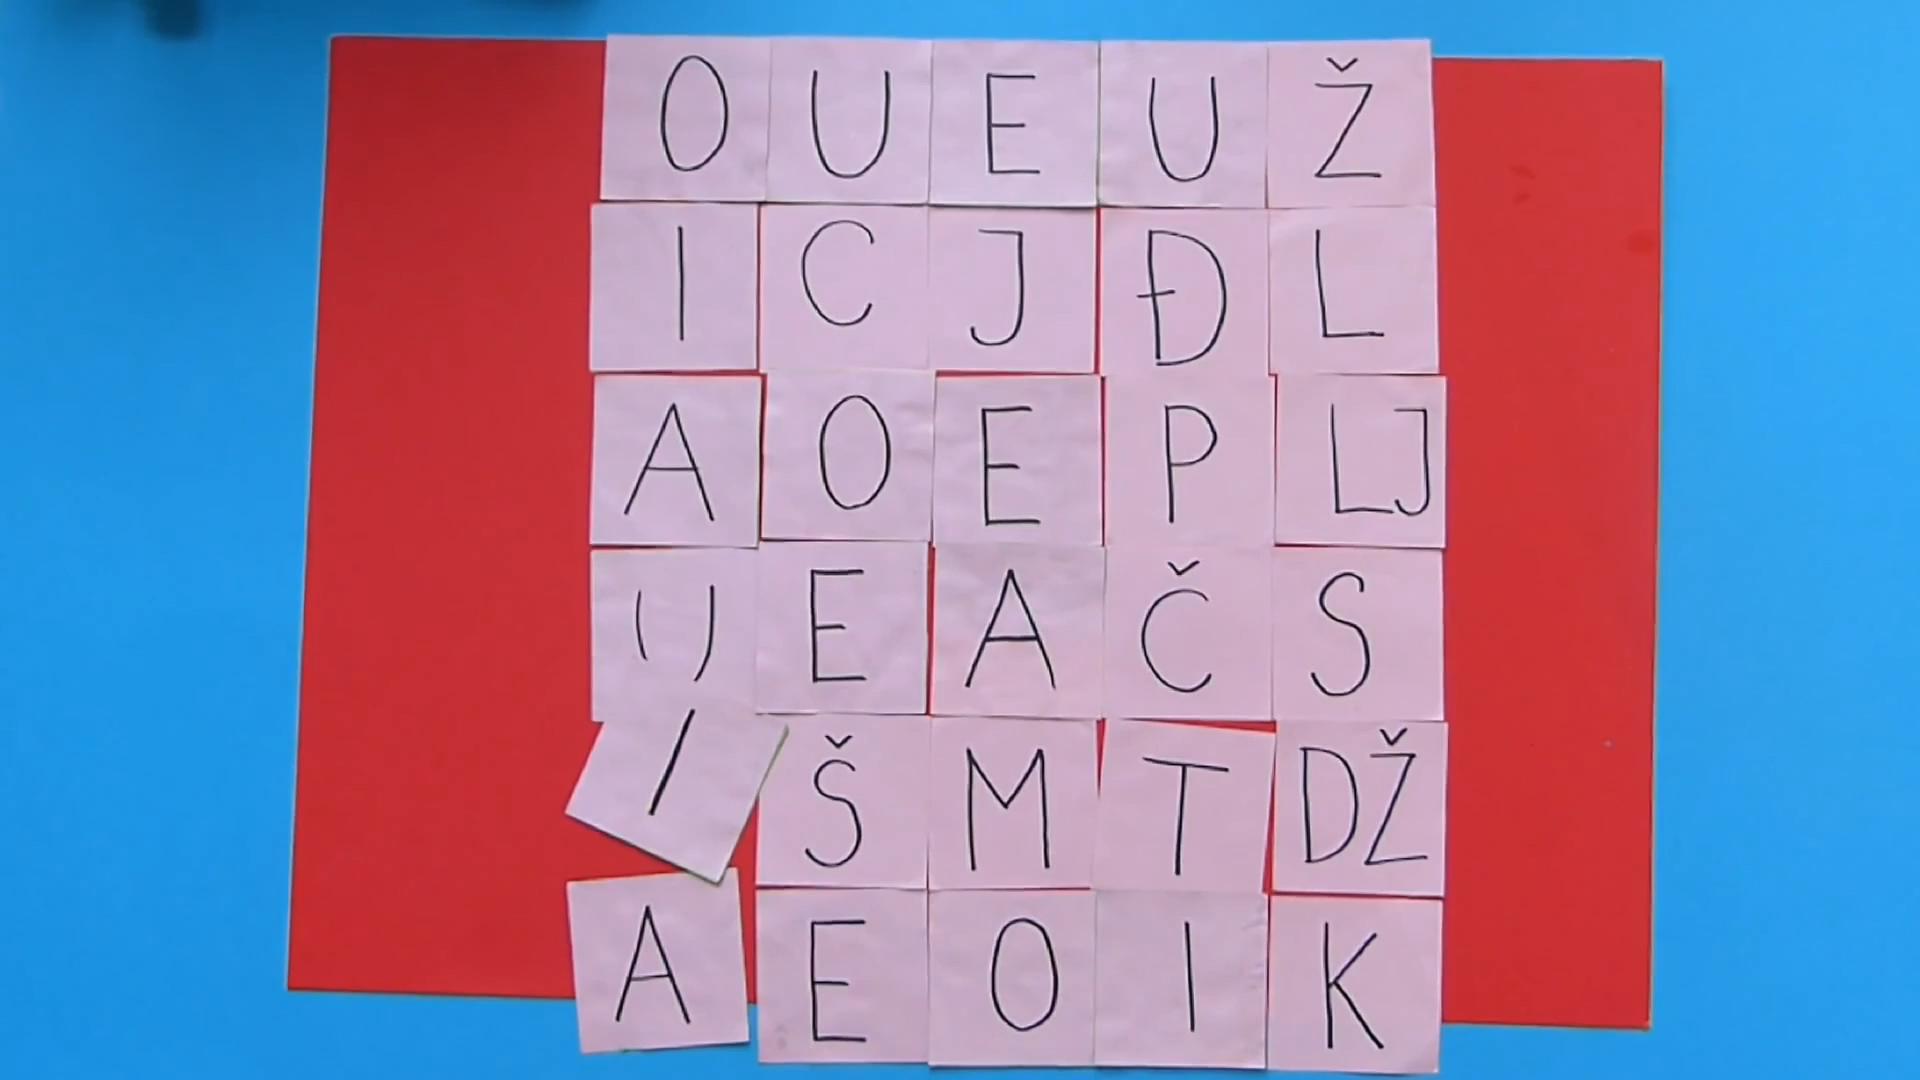 O U E U Ž
I C J Đ L
A O E P LJ
U E A Č S
I Š M T DŽ
A E O I K